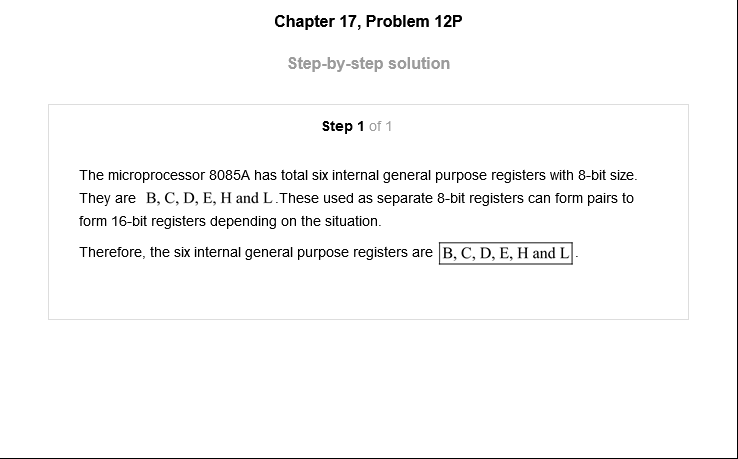 Chapter 17, Problem 12P
Step-by-step solution
Step 1 of 1
The microprocessor 8085A has total six internal general purpose registers with 8-bit size.
They are B, C, D, E, H and L.These used as separate 8-bit registers can form pairs to
form 16-bit registers depending on the situation.
Therefore, the six internal general purpose registers are B, C, D, E, H and L.